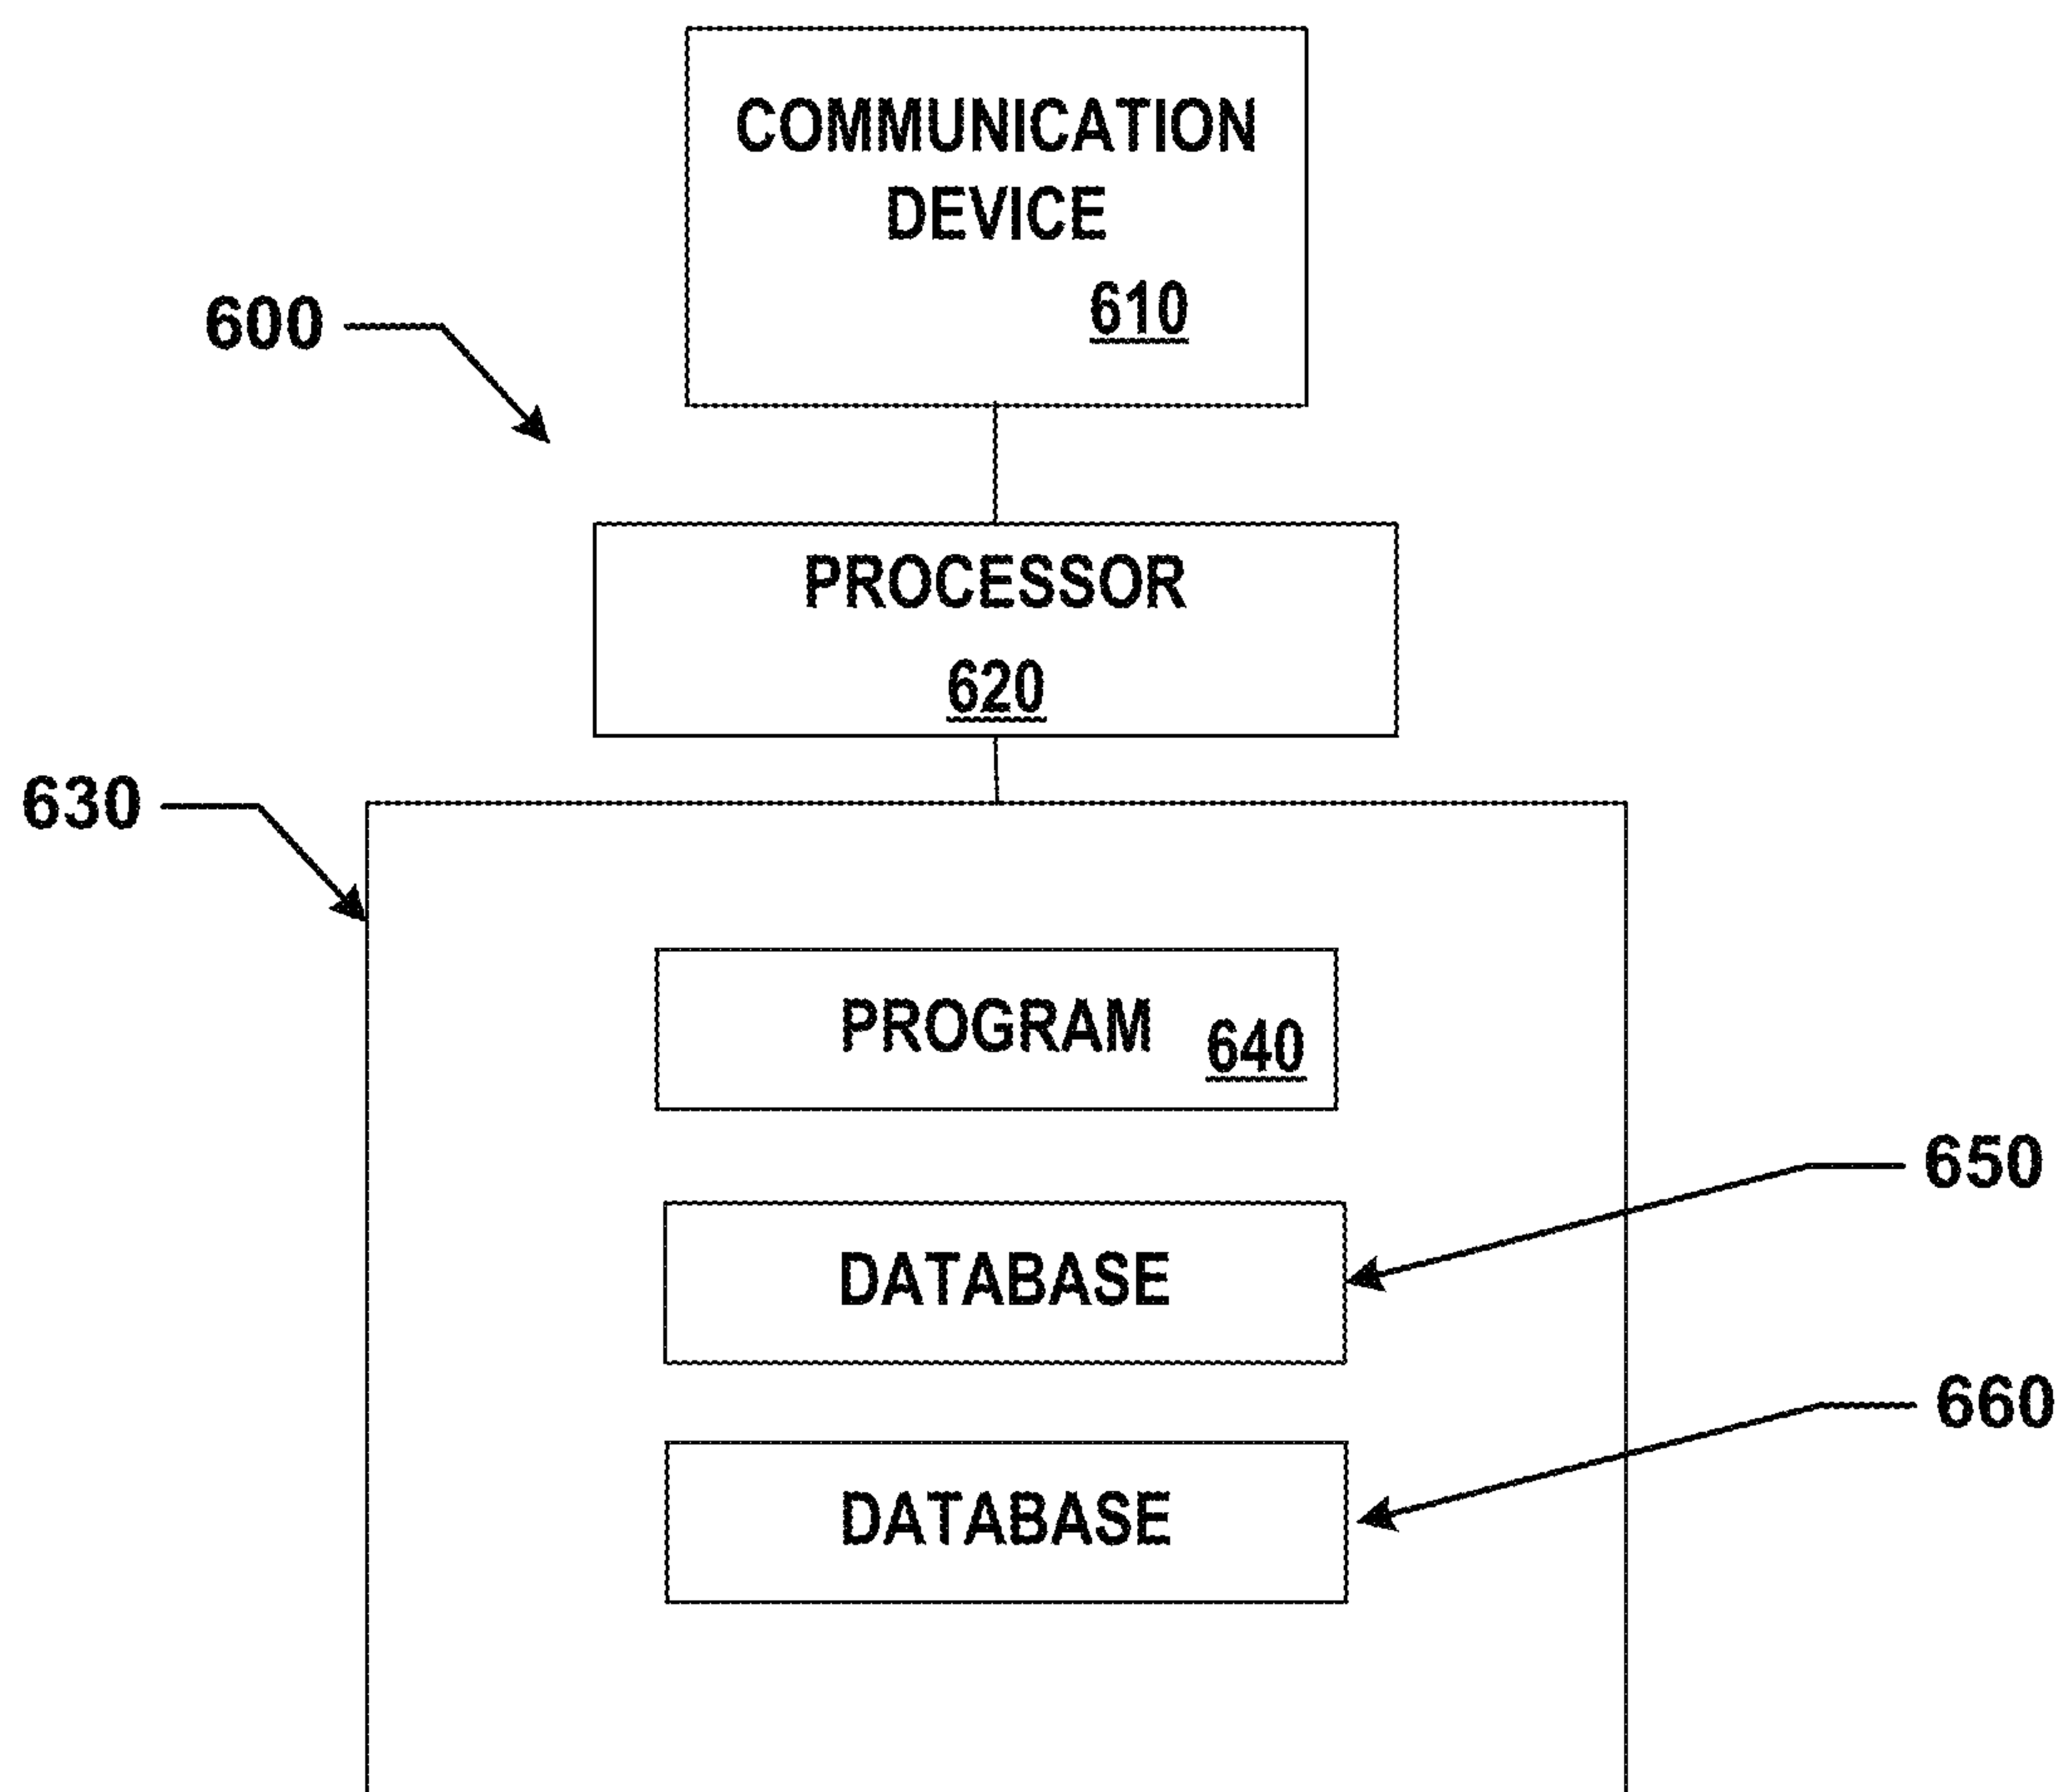 COMMUNICATION
DEVICE
610
600
PROCESSOR
620
630
PROGRAM 640
650
DATABASE
660
DATABASE